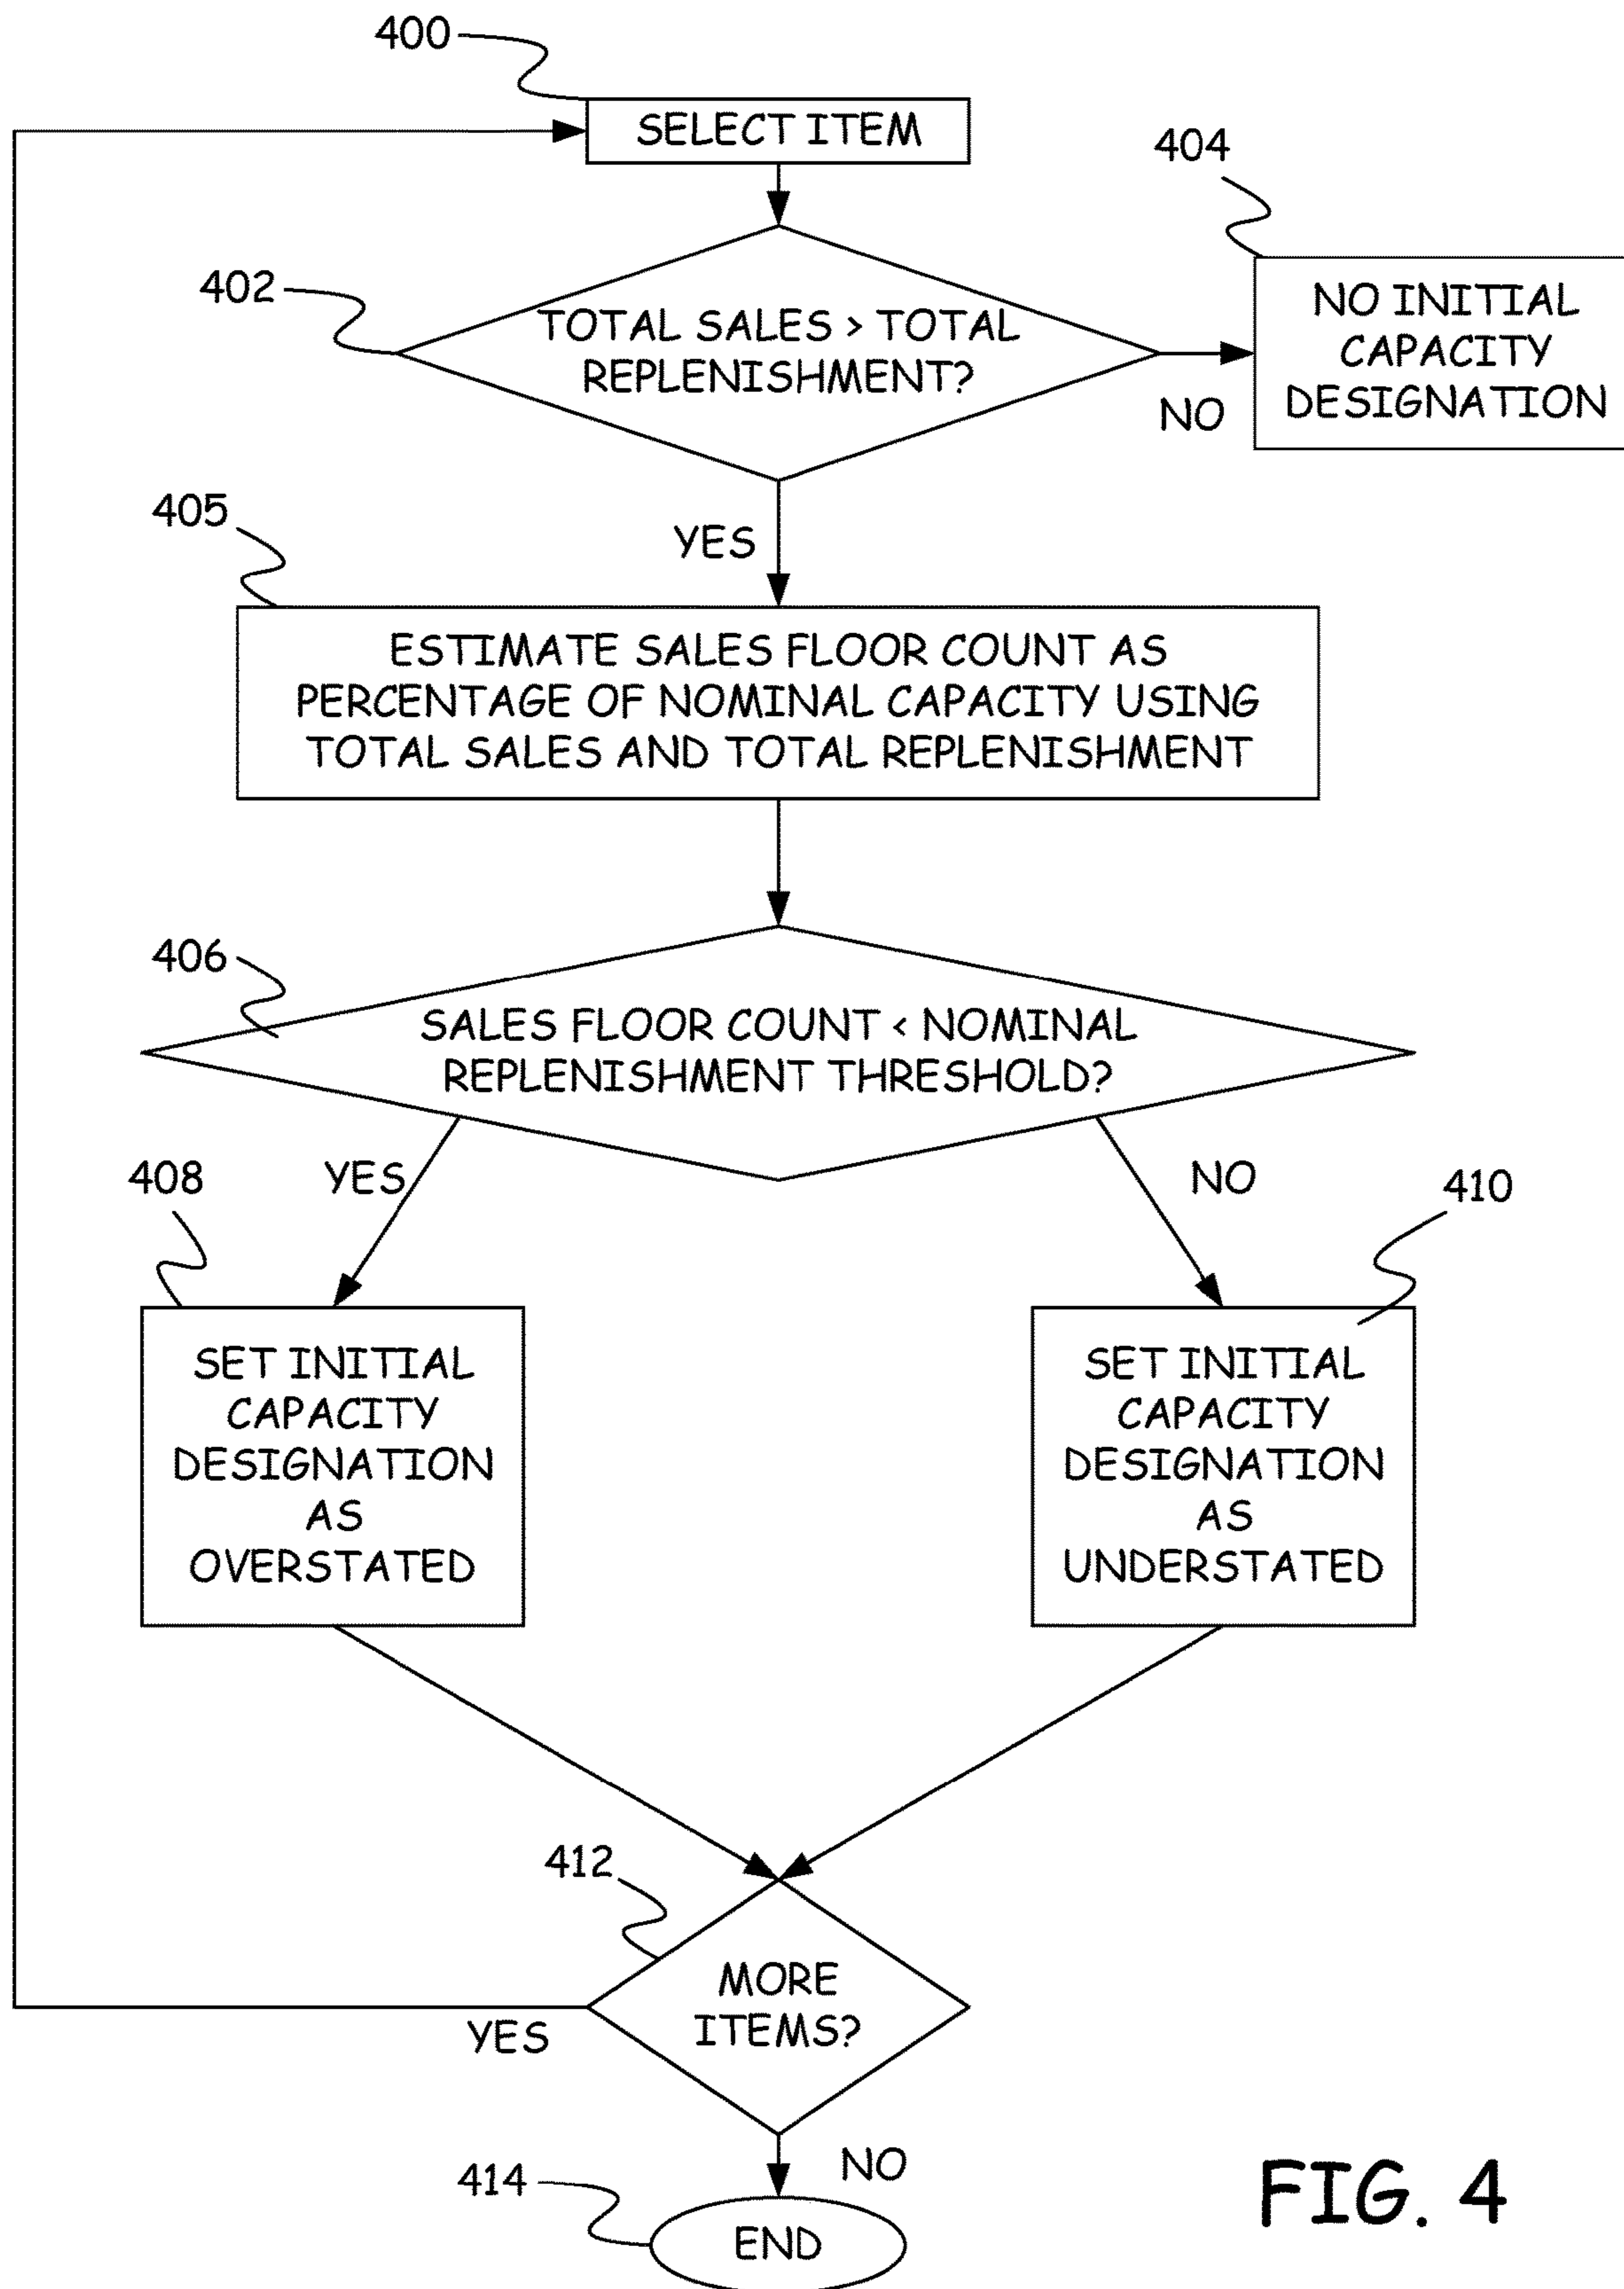 400
SELECT ITEM
404
402
TOTAL SALES > TOTAL
REPLENISHMENT?
NO INITIAL
CAPACITY
DESIGNATION
NO
405
YES
ESTIMATE SALES FLOOR COUNT AS
PERCENTAGE OF NOMINAL CAPACITY USING
TOTAL SALES AND TOTAL REPLENISHMENT
406
SALES FLOOR COUNT < NOMINAL
REPLENISHMENT THRESHOLD?
408
YES
NO
410
SET INITIAL
CAPACITY
DESIGNATION
AS
OVERSTATED
SET INITIAL
CAPACITY
DESIGNATION
AS
UNDERSTATED
412
MORE
ITEMS?
YES
NO
414
END
FIG. 4